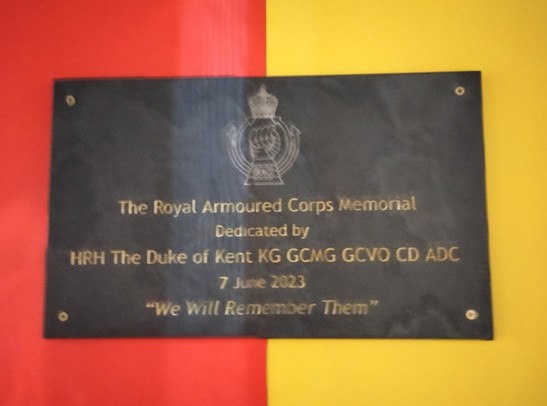 The Royal Armoured Corps Memorial
Dedicated by
HRH The Duke of Kent KG GCMG GCVO CD ADC
7 June 2023
"We Will Remember Them"